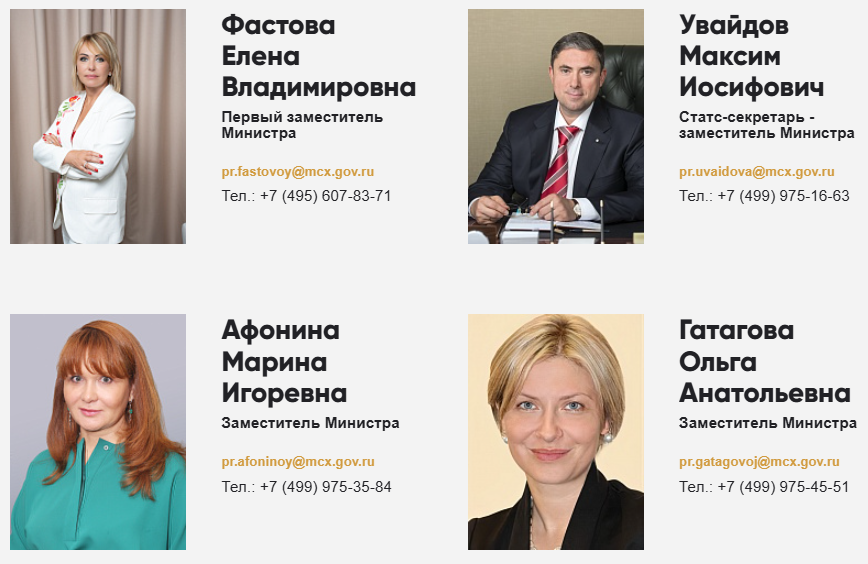 Фастова
Елена
Владимировна
Первый заместитель
Министра
pr.fastovoy@mcx.gov.ru
Тел.: +7 (495) 607-83-71
Увайдов
Максим
Иосифович
Статс-секретарь -
заместитель Министра
pr.uvaidova@mcx.gov.ru
Тел.: +7 (499) 975-16-63
Афонина
Марина
Игоревна
Заместитель Министра
pr.afoninoy@mcx.gov.ru
Тел.: +7 (499) 975-35-84
Гатагова
Ольга
Анатольевна
Заместитель Министра
pr.gatagovoj@mcx.gov.ru
Тел.: +7 (499) 975-45-51